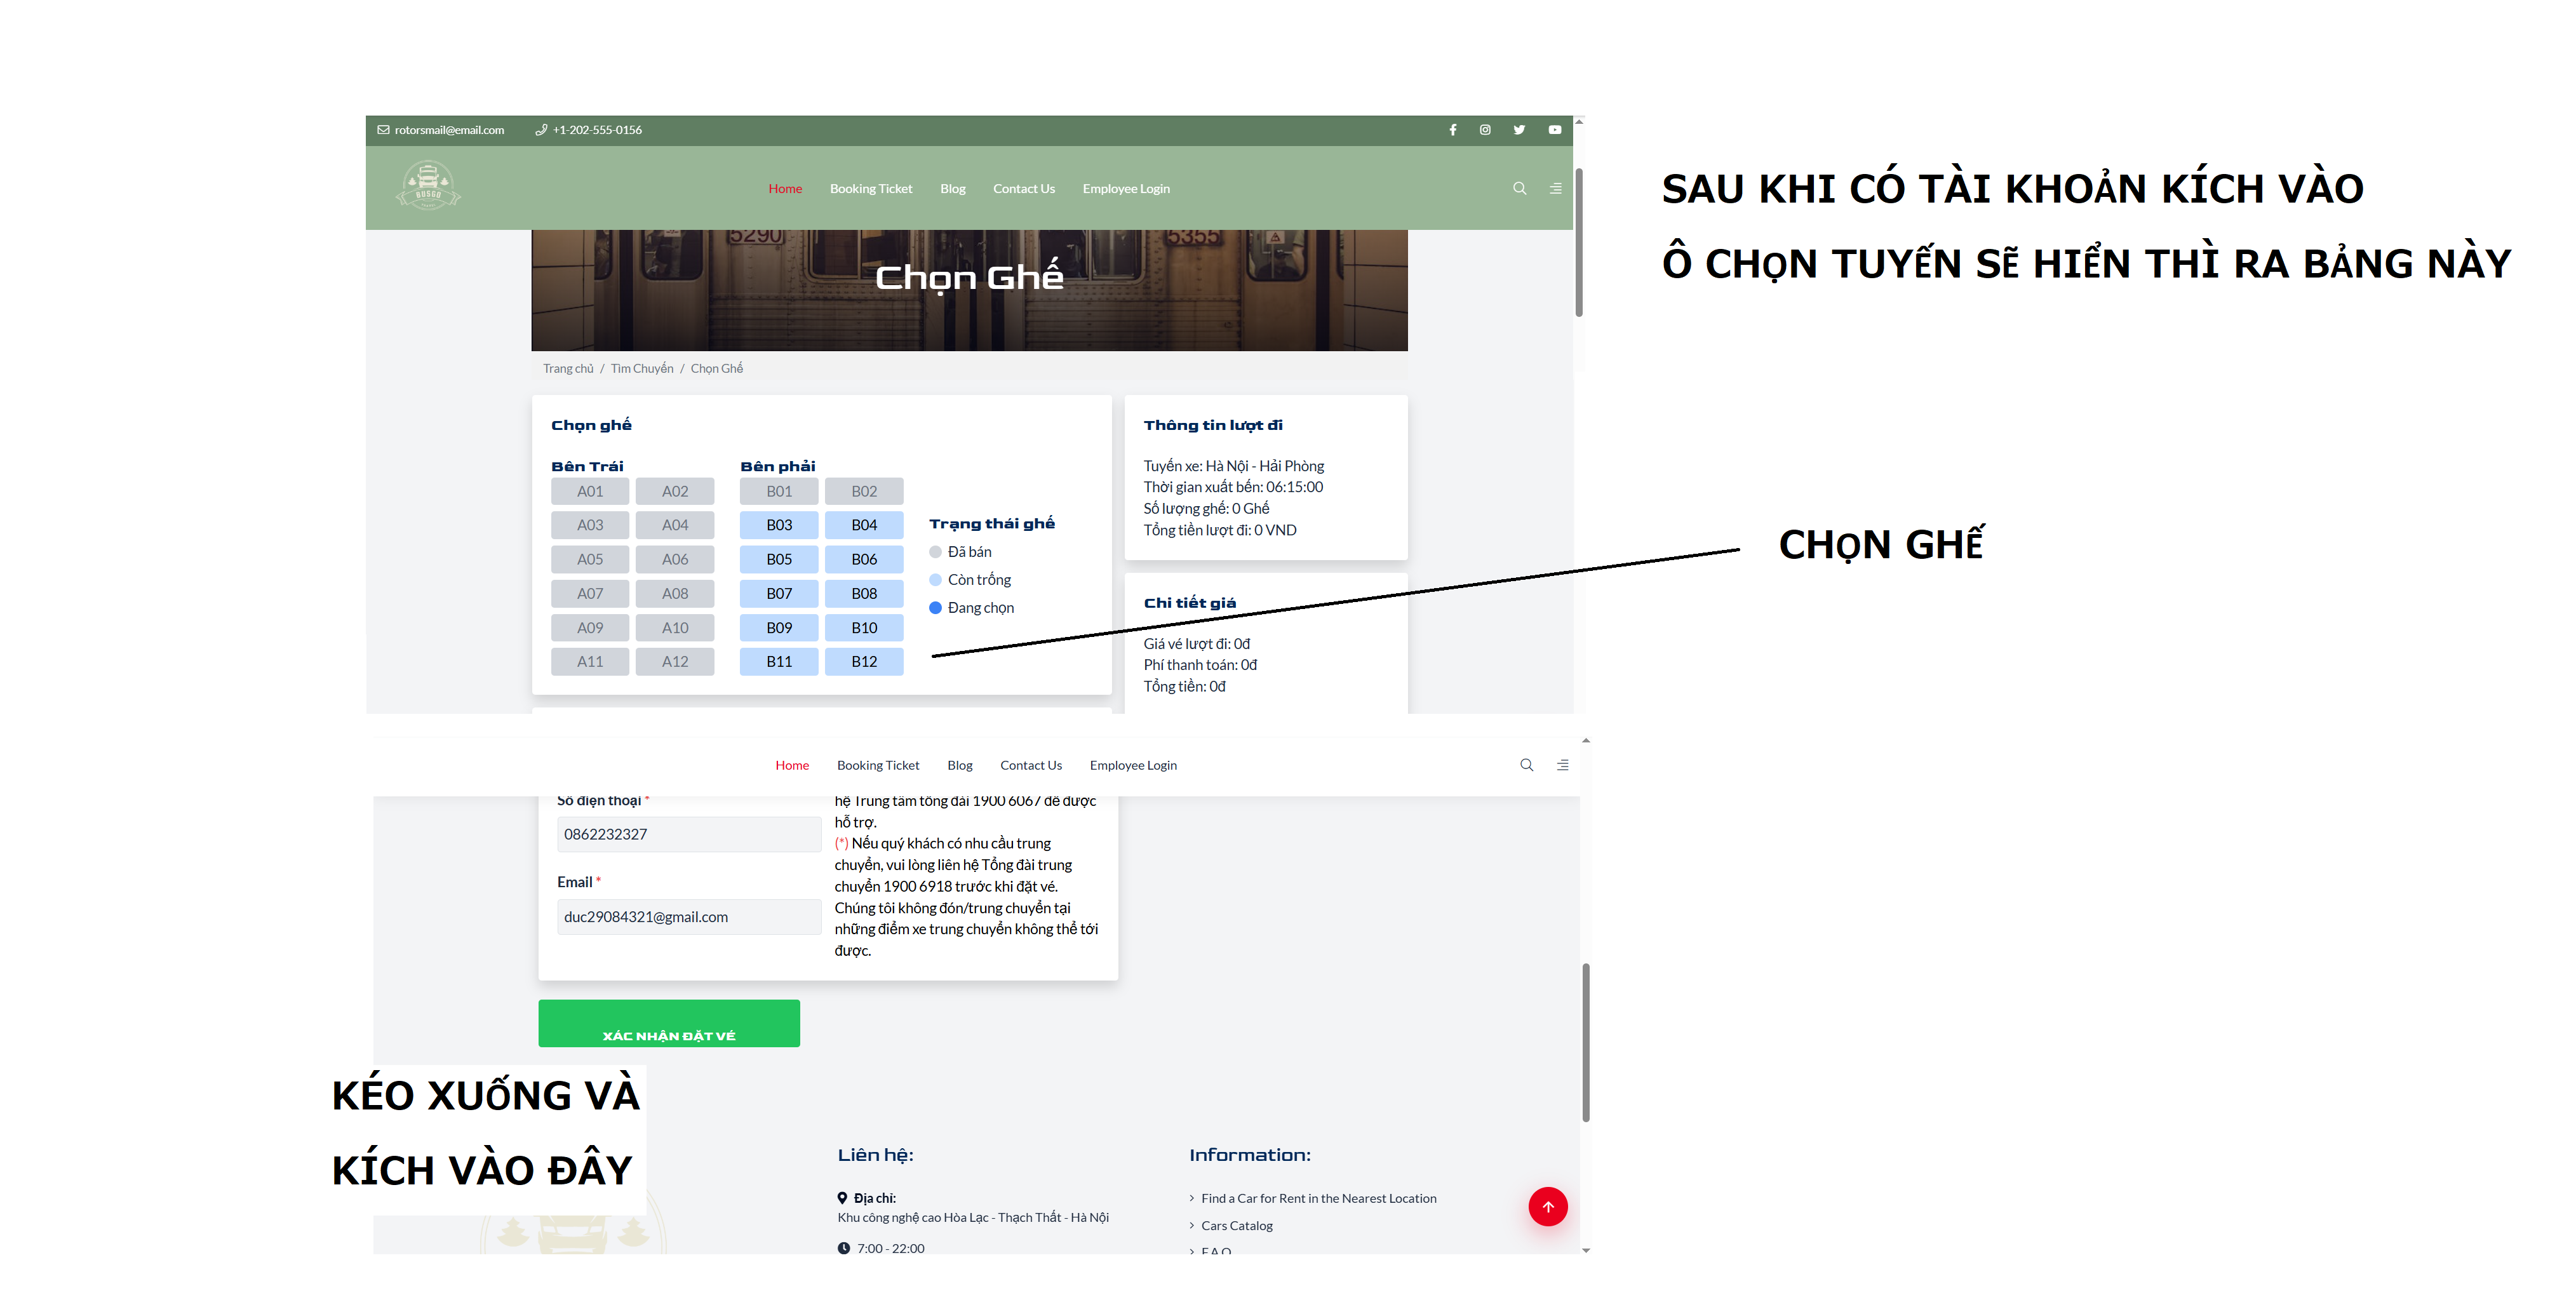 rotorsmail@email.com +1-202-555-0156
BUSGO
Home Booking Ticket Blog Contact Us Employee Login
SAU KHI CÓ TÀI KHOẢN KÍCH VÀO
Ô CHỌN TUYẾN SẼ HIỂN THÌ RA BẢNG NÀY
5290 5355
Chọn Ghế
Trang chủ / Tìm Chuyến / Chọn Ghế
Chọn ghế
Bên Trái Bên phải
A01 A02 B01 B02
A03 A04 B03 B04
A05 A06 B05 B06
A07 A08 B07 B08
A09 A10 B09 B10
A11 A12 B11 B12
Trạng thái ghế
Đã bán
Còn trống
Đang chọn
Thông tin lượt đi
Tuyến xe: Hà Nội - Hải Phòng
Thời gian xuất bến: 06:15:00
Số lượng ghế: 0 Ghế
Tổng tiền lượt đi: 0 VND
CHỌN GHẾ
Chi tiết giá
Giá vé lượt đi: 0đ
Phí thanh toán: 0đ
Tổng tiền: 0đ
Home Booking Ticket Blog Contact Us Employee Login
Số điện thoại *
0862232327
Email *
duc29084321@gmail.com
hệ Trung tâm tổng đài 1900 6067 để được
hỗ trợ.
(*) Nếu quý khách có nhu cầu trung
chuyển, vui lòng liên hệ Tổng đài trung
chuyển 1900 6918 trước khi đặt vé.
Chúng tôi không đón/trung chuyển tại
những điểm xe trung chuyển không thể tới
được.
XÁC NHẬN ĐẶT VÉ
KÉO XUỐNG VÀ
KÍCH VÀO ĐÂY
Liên hệ:
Địa chỉ:
Khu công nghệ cao Hòa Lạc - Thạch Thất - Hà Nội
7:00 - 22:00
Information:
Find a Car for Rent in the Nearest Location
Cars Catalog
F.A.Q